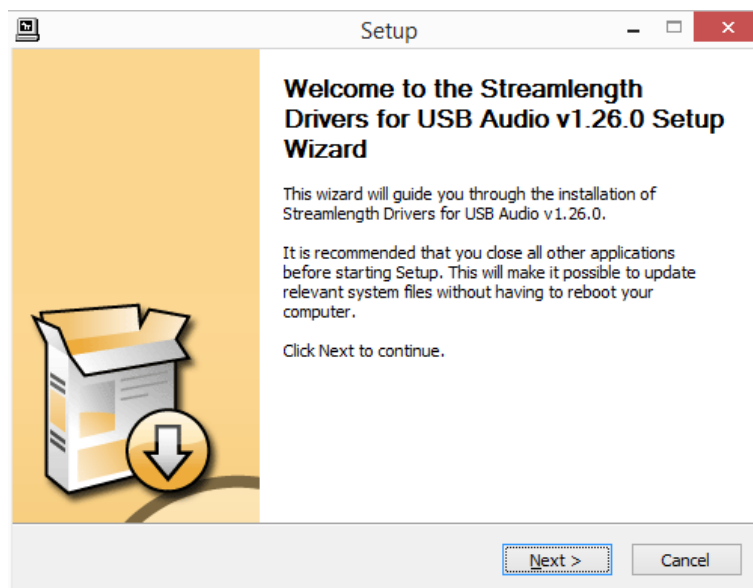 Setup
Welcome to the Streamlength
Drivers for USB Audio v1.26.0 Setup
Wizard
This wizard will guide you through the installation of
Streamlength Drivers for USB Audio v1.26.0.
It is recommended that you close all other applications
before starting Setup. This will make it possible to update
relevant system files without having to reboot your
computer.
Click Next to continue.
Next >
Cancel